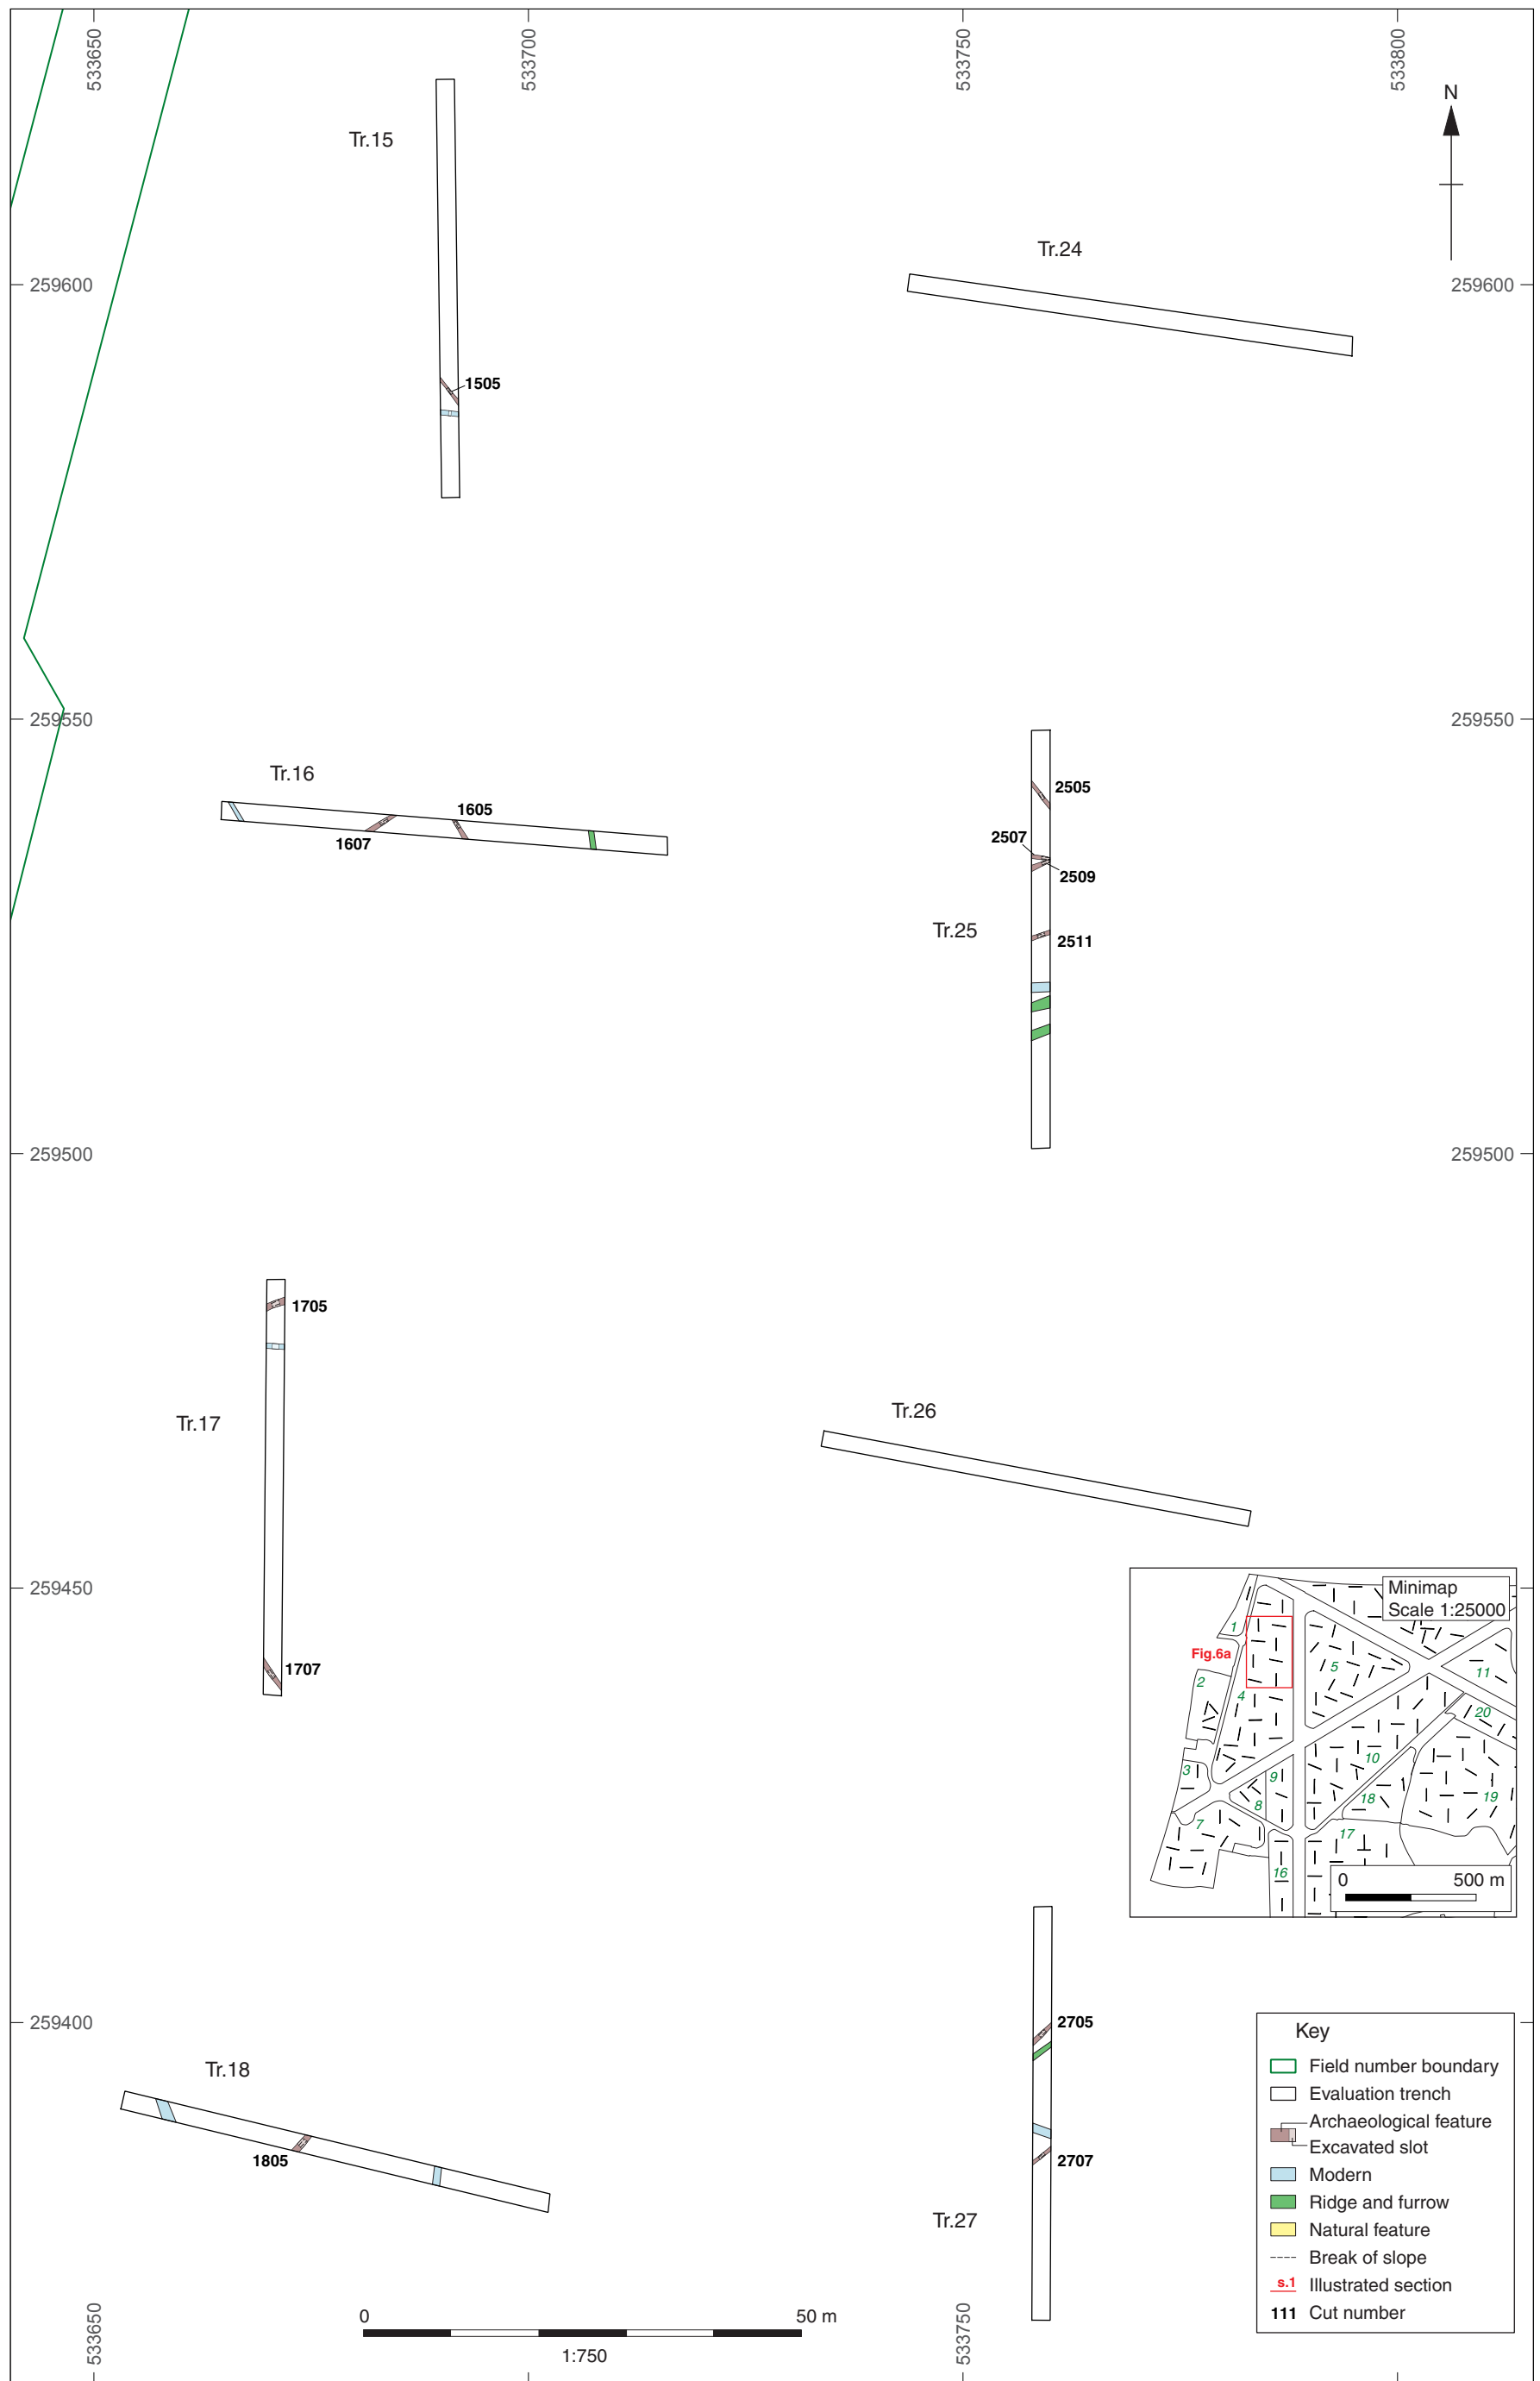 533650
533700
533750
533800
N
Tr.15
Tr.24
259600
259600
1505
259550
259550
Tr.16
1605
1607
2505
2507
2509
Tr.25
2511
259500
259500
1705
Tr.17
Tr.26
259450
1707
Minimap
Scale 1:25000
1
Fig.6a
5
11
2
4
20
10
3
9
19
18
8
7
17
16
0 500 m
259400
2705
Tr.18
1805
2707
Tr.27
Key
Field number boundary
Evaluation trench
Archaeological feature
Excavated slot
Modern
Ridge and furrow
Natural feature
Break of slope
s.1 Illustrated section
111 Cut number
533650
533750
0 50 m
1:750